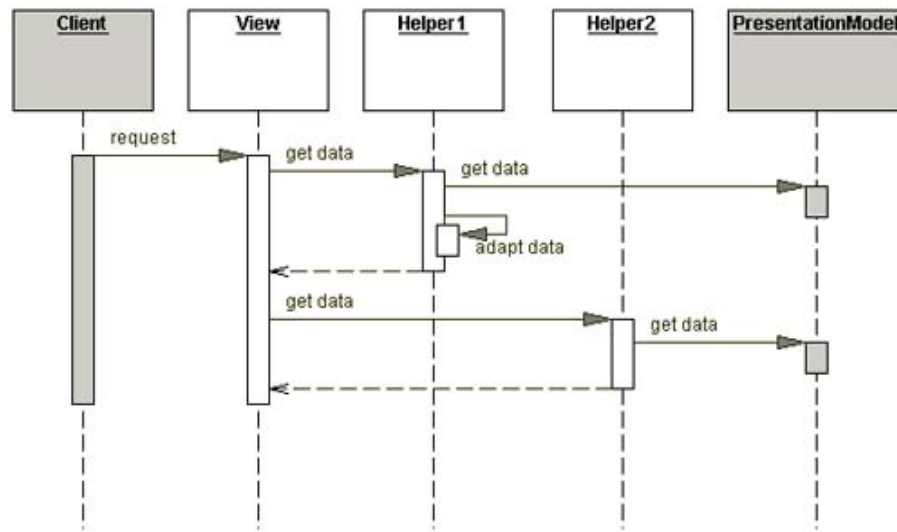 Client
View
Helper1
Helper2
PresentationModel
request
get data
get data
adapt data
get data
get data